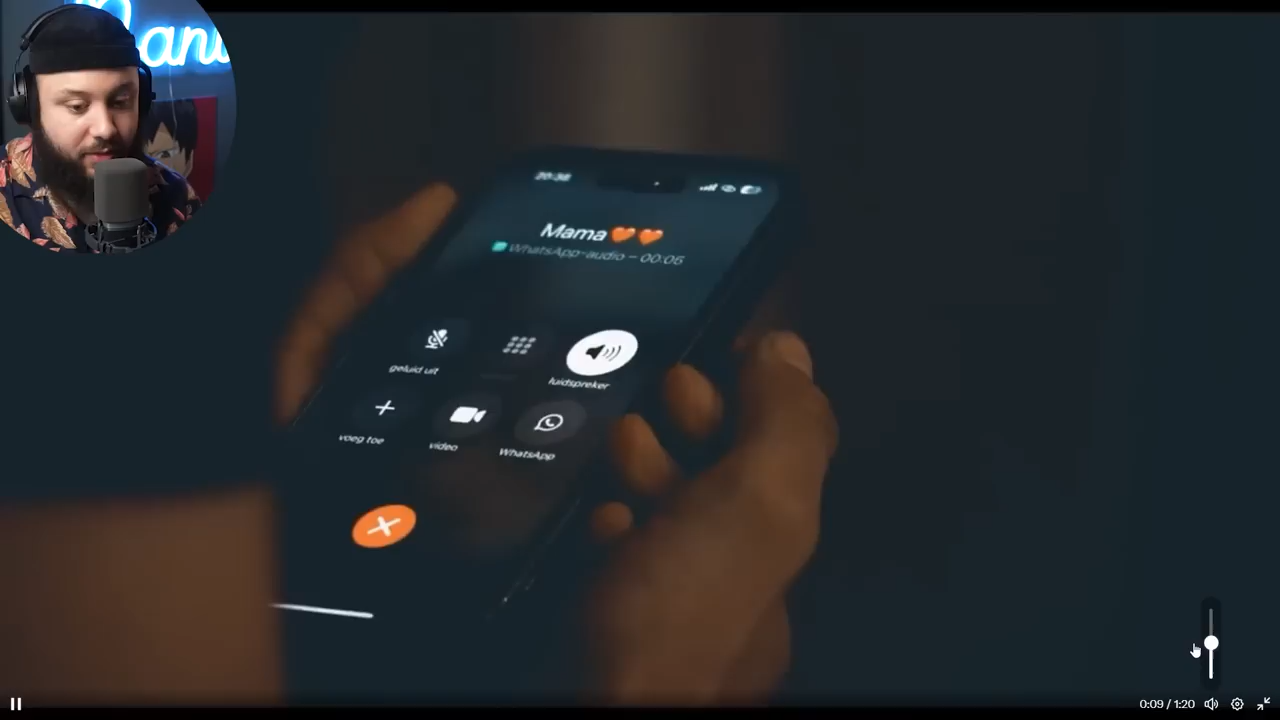 20:38
Mama🧡🧡
WhatsApp-audio – 00:06
geluid uit
luidspreker
voeg toe
video
WhatsApp
0:09 / 1:20